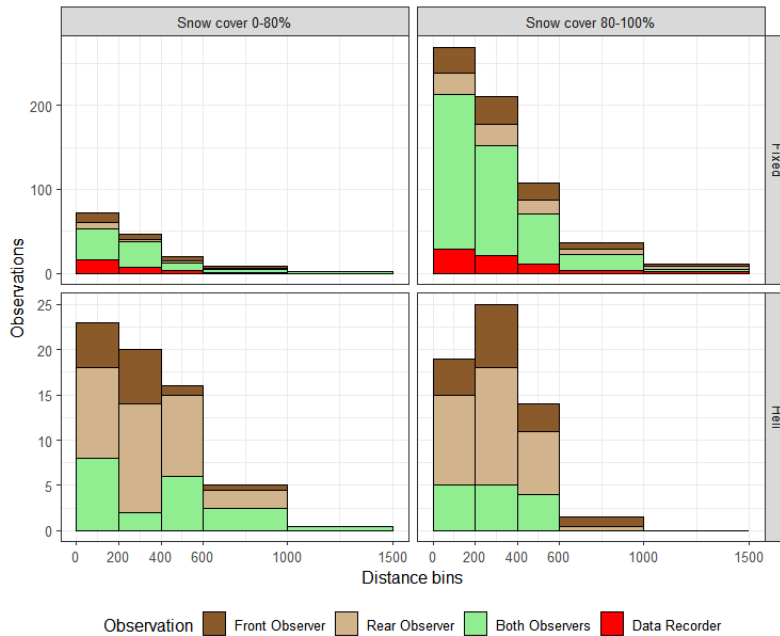 Snow cover 0-80%
Snow cover 80-100%
Fixed
Heli
Observations
200
100
0
25
20
15
10
5
0
0 200 400 600 1000 1500
0 200 400 600 1000 1500
Distance bins
Observation Front Observer Rear Observer Both Observers Data Recorder